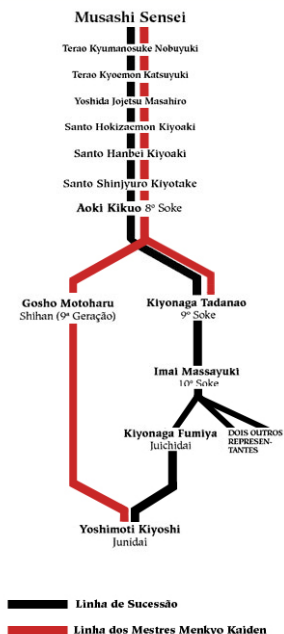 Musashi Sensei
Terao Kyumanosuke Nobuyuki
Terao Kyoemon Katsuyuki
Yoshida Jojetsu Masahiro
Santo Hokizaemon Kiyoaki
Santo Hanbei Kiyoaki
Santo Shinjyuro Kiyotake
Aoki Kikuo 8º Soke
Gosho Motoharu
Shihan (9ª Geração)
Kiyonaga Tadanao
9º Soke
Imai Massayuki
10º Soke
Kiyonaga Fumiya
Juichidai
DOIS OUTROS
REPRESEN-
TANTES
Yoshimoti Kiyoshi
Junidai
Linha de Sucessão
Linha dos Mestres Menkyo Kaiden